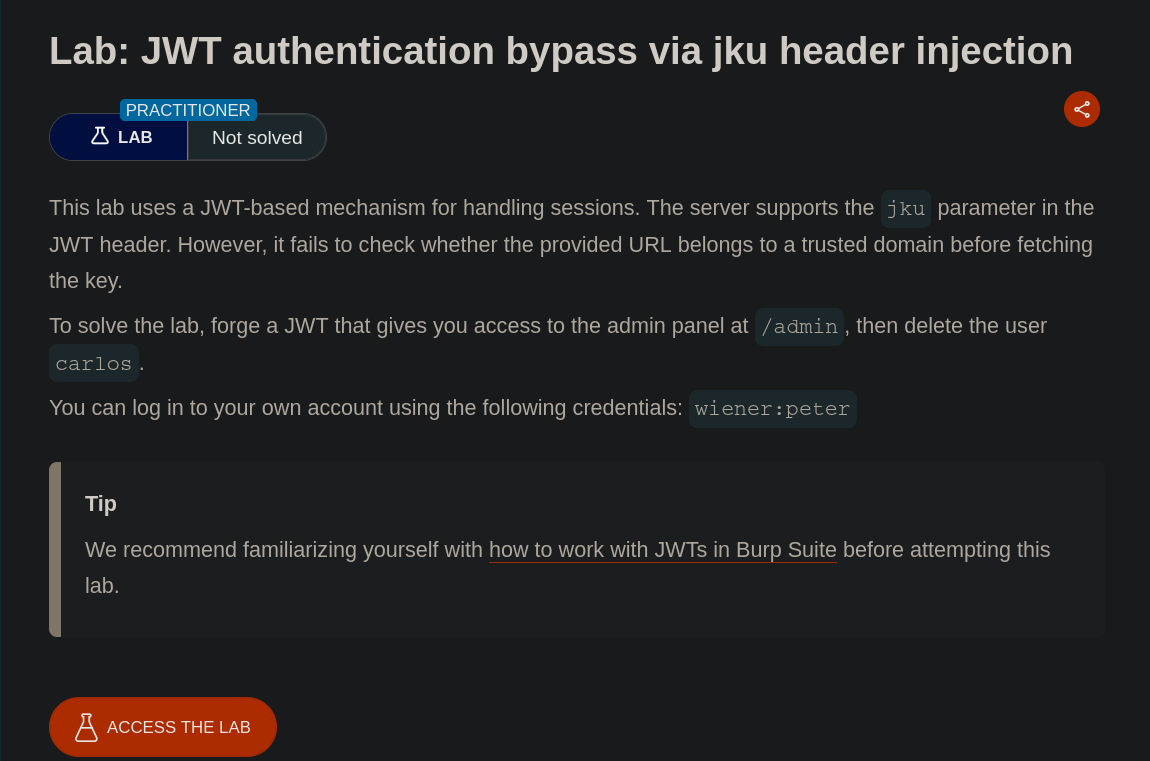 Lab: JWT authentication bypass via jku header injection
PRACTITIONER
LAB
Not solved
This lab uses a JWT-based mechanism for handling sessions. The server supports the jku parameter in the
JWT header. However, it fails to check whether the provided URL belongs to a trusted domain before fetching
the key.
To solve the lab, forge a JWT that gives you access to the admin panel at /admin, then delete the user
carlos.
You can log in to your own account using the following credentials: wiener:peter
Tip
We recommend familiarizing yourself with how to work with JWTs in Burp Suite before attempting this
lab.
ACCESS THE LAB